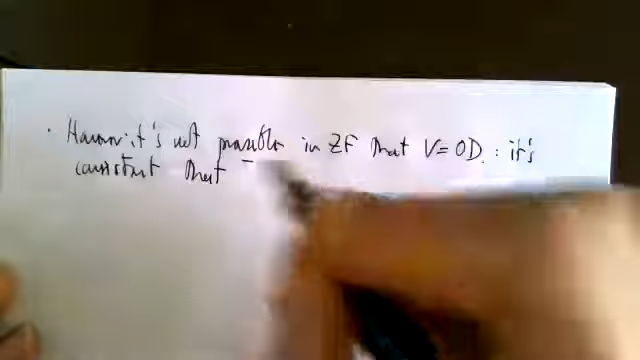 · However it's not provable in ZF that V=OD. : it's
consistent that